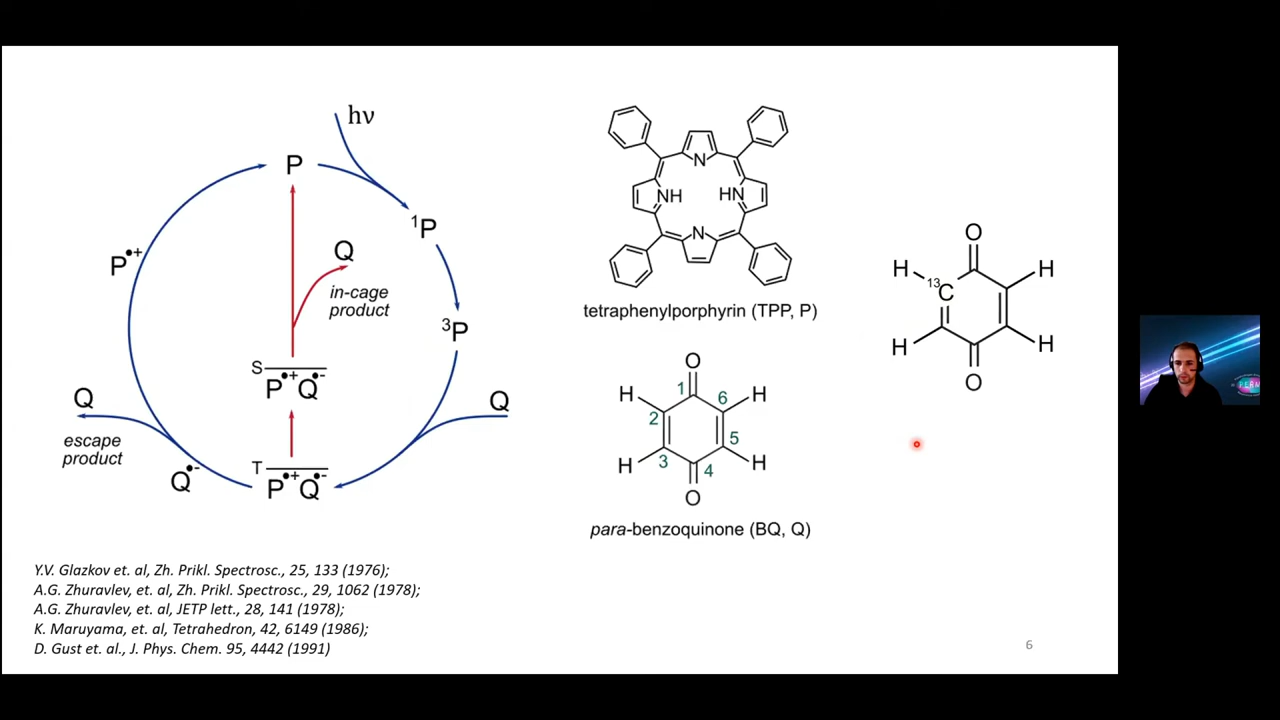 hν
P
¹P
P•+
Q
in-cage
product
³P
S
P•+Q•-
Q
Q
escape
product
Q•-
T
P•+Q•-
N
NH
HN
N
tetraphenylporphyrin (TPP, P)
O
1
H
6
H
2
5
H
3
4
H
O
para-benzoquinone (BQ, Q)
O
H
¹³C
H
H
H
O
Y.V. Glazkov et. al, Zh. Prikl. Spectrosc., 25, 133 (1976);
A.G. Zhuravlev, et. al, Zh. Prikl. Spectrosc., 29, 1062 (1978);
A.G. Zhuravlev, et. al, JETP lett., 28, 141 (1978);
K. Maruyama, et. al, Tetrahedron, 42, 6149 (1986);
D. Gust et. al., J. Phys. Chem. 95, 4442 (1991)
6